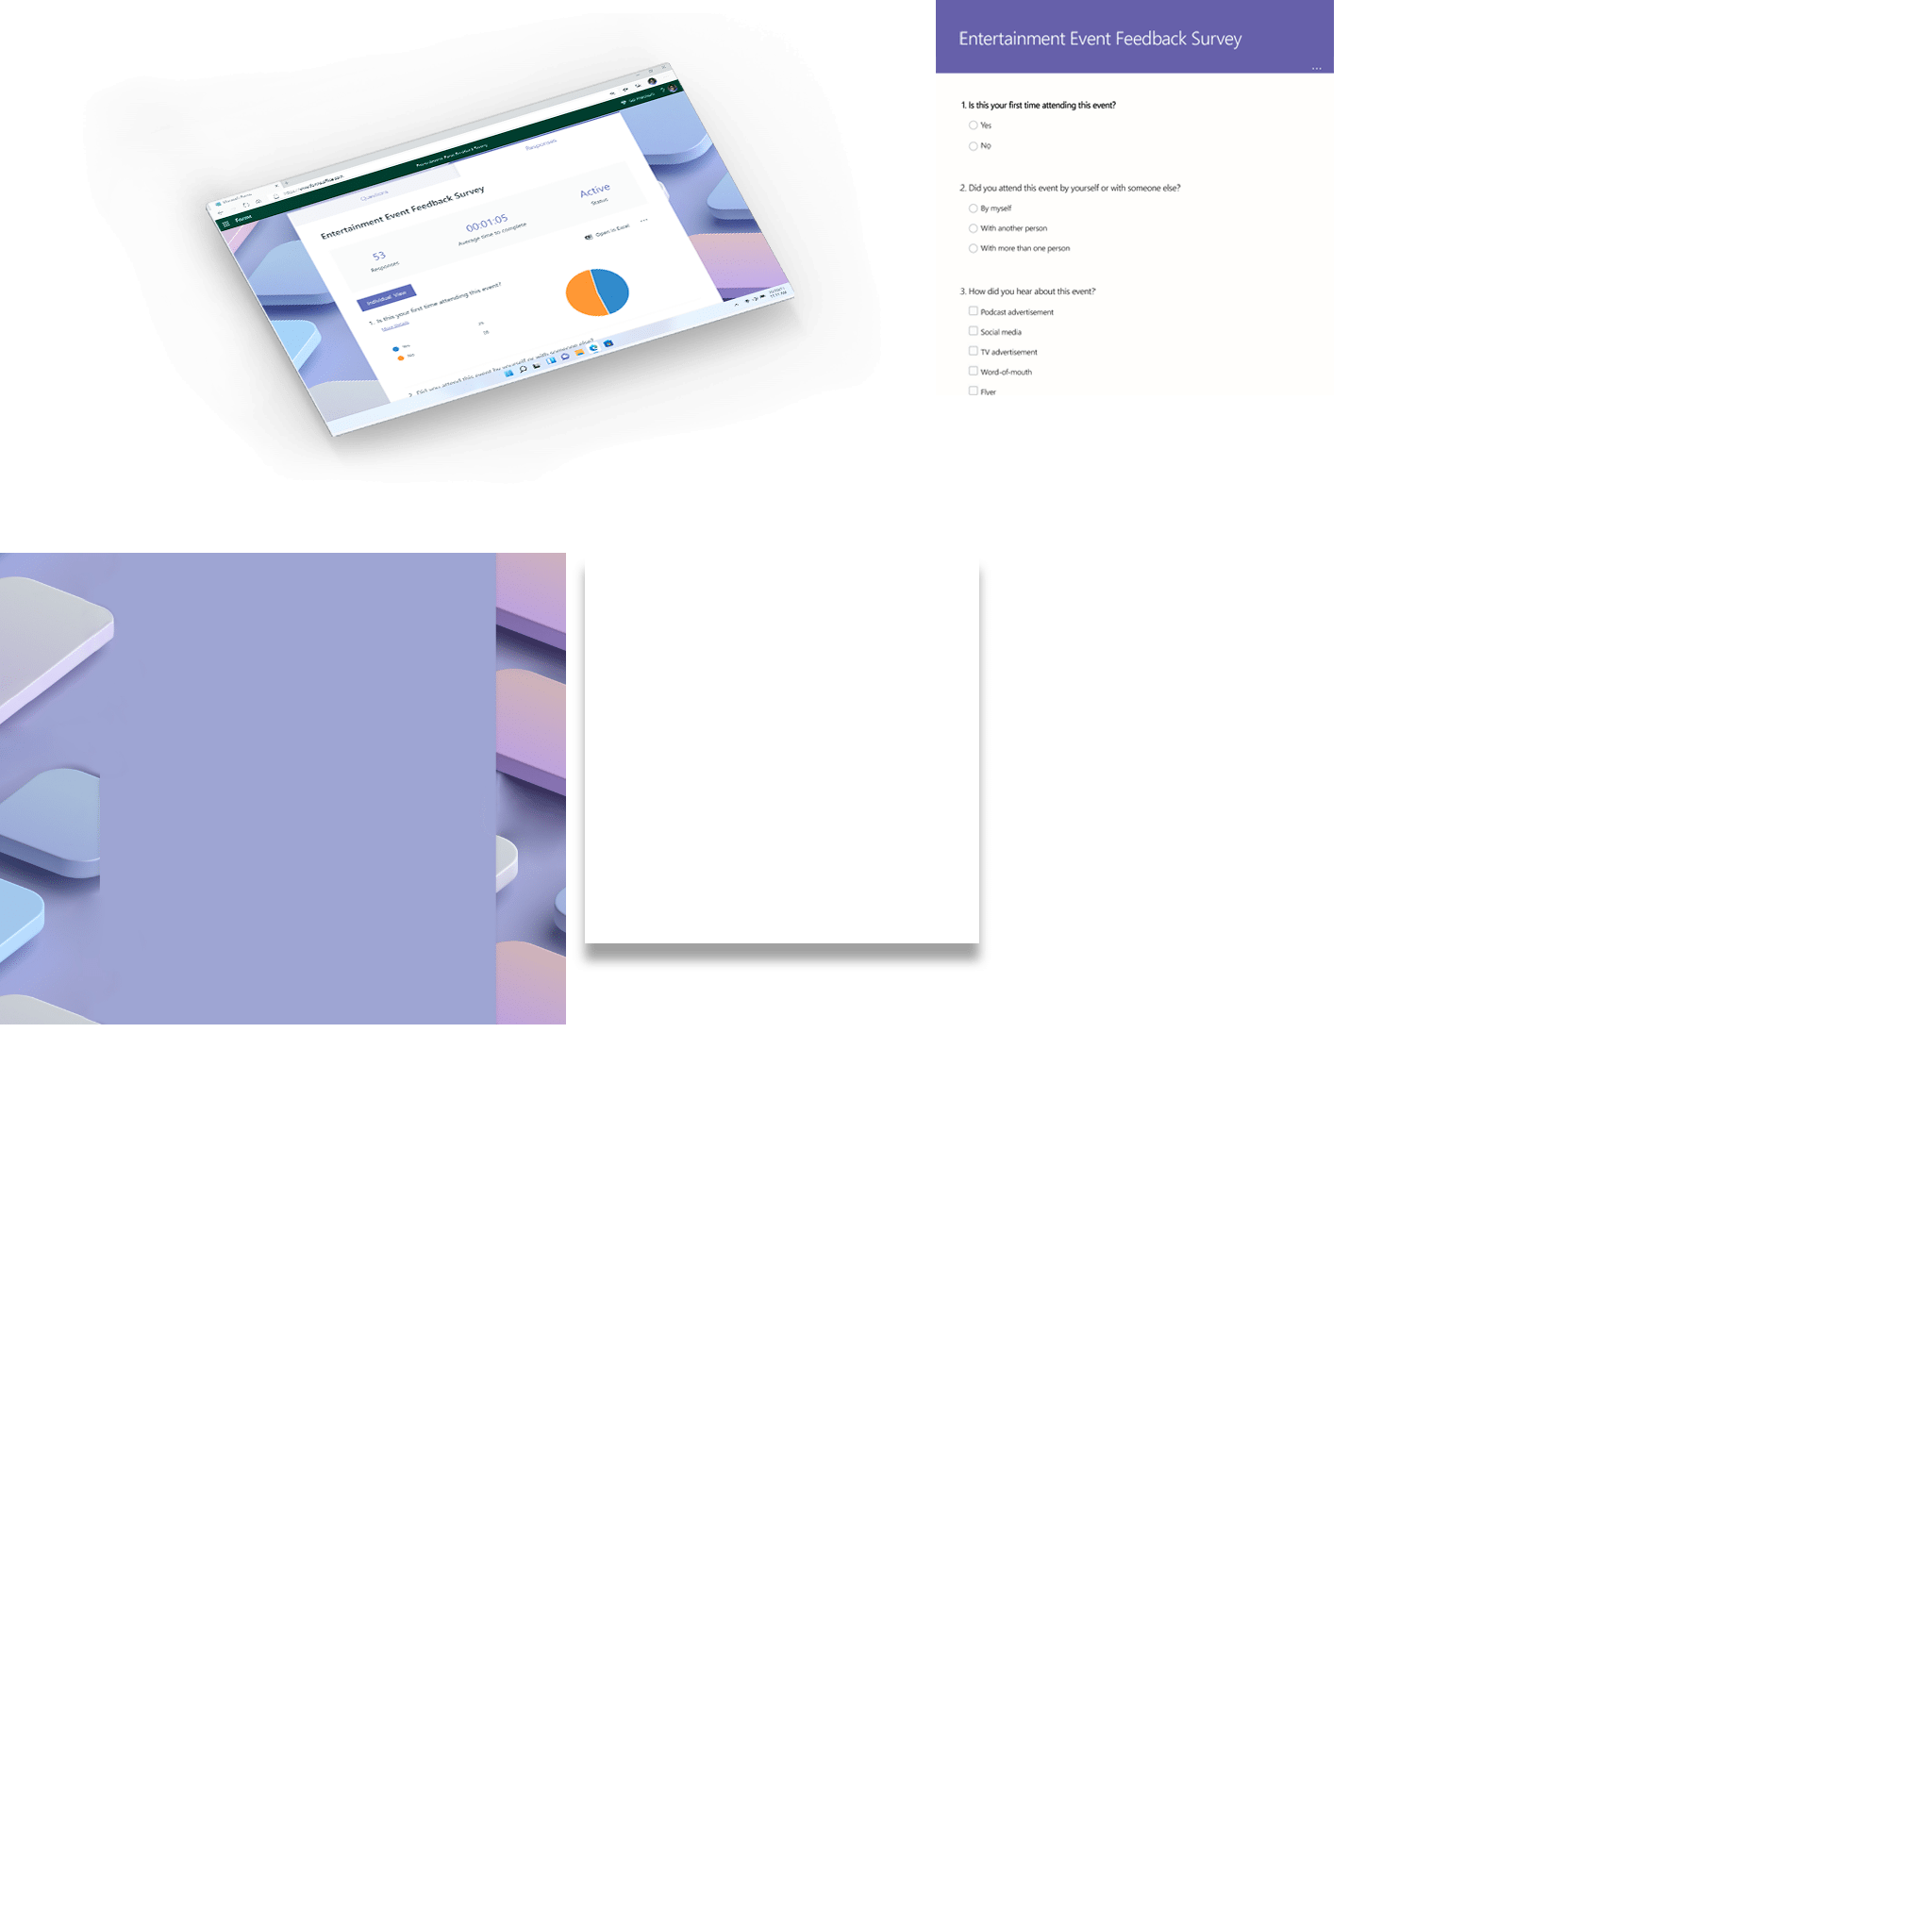 Forms
Questions
Responses
Entertainment Event Feedback Survey
53
Responses
00:01:05
Average time to complete
Active
Status
Individual View
Open in Excel
1. Is this your first time attending this event?
More details
Yes
No
2. Did you attend this event by yourself or with someone else?
Entertainment Event Feedback Survey
...
1. Is this your first time attending this event?
Yes
No
2. Did you attend this event by yourself or with someone else?
By myself
With another person
With more than one person
3. How did you hear about this event?
Podcast advertisement
Social media
TV advertisement
Word-of-mouth
Flyer